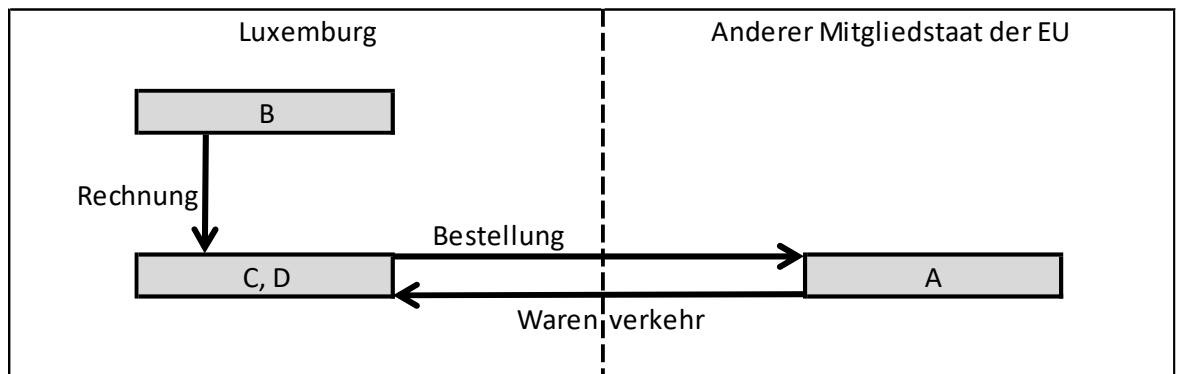 Luxemburg
Anderer Mitgliedstaat der EU
B
Rechnung
Bestellung
C, D
A
Warenverkehr